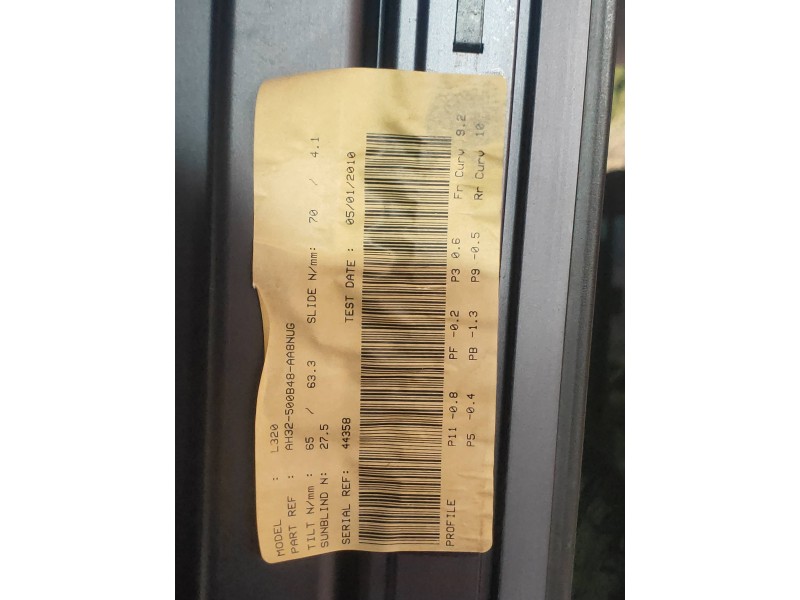 MODEL : L320
PART REF : AH32-500B48-AA8NUG
TILT N/mm : 65 / 63.3 SLIDE N/mm: 70 / 4.1
SUNBLIND N: 27.5
SERIAL REF: 44358 TEST DATE : 05/01/2010
PROFILE P11 -0.8 PF -0.2 P3 0.6 Fr Curv 9.2
P5 -0.4 PB -1.3 P9 -0.5 Rr Curv 10